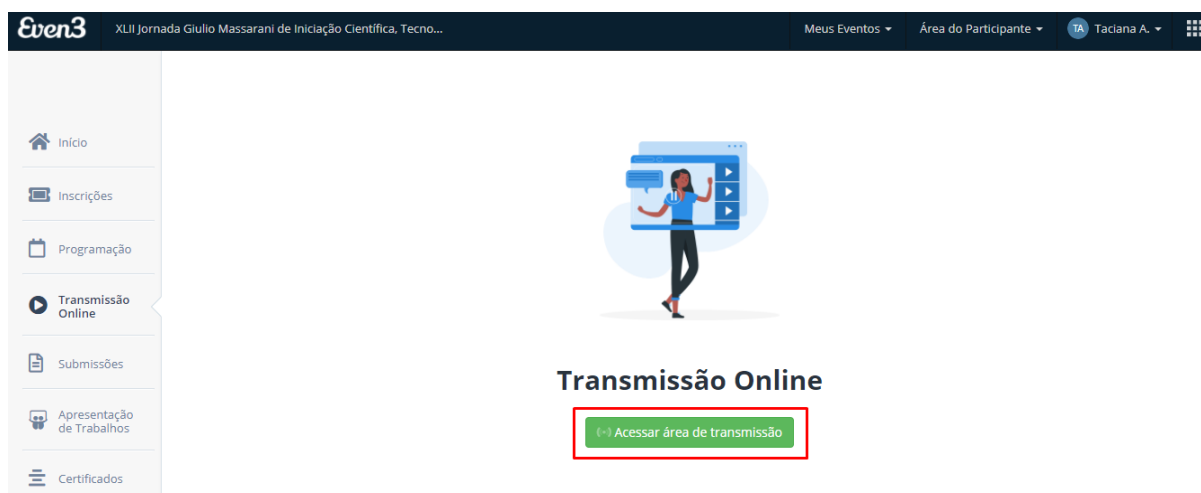 Even3 XLII Jornada Giulio Massarani de Iniciação Científica, Tecno... Meus Eventos Área do Participante TA Taciana A.
Início
Inscrições
Programação
Transmissão
Online
Submissões
Apresentação
de Trabalhos
Certificados
Transmissão Online
Acessar área de transmissão